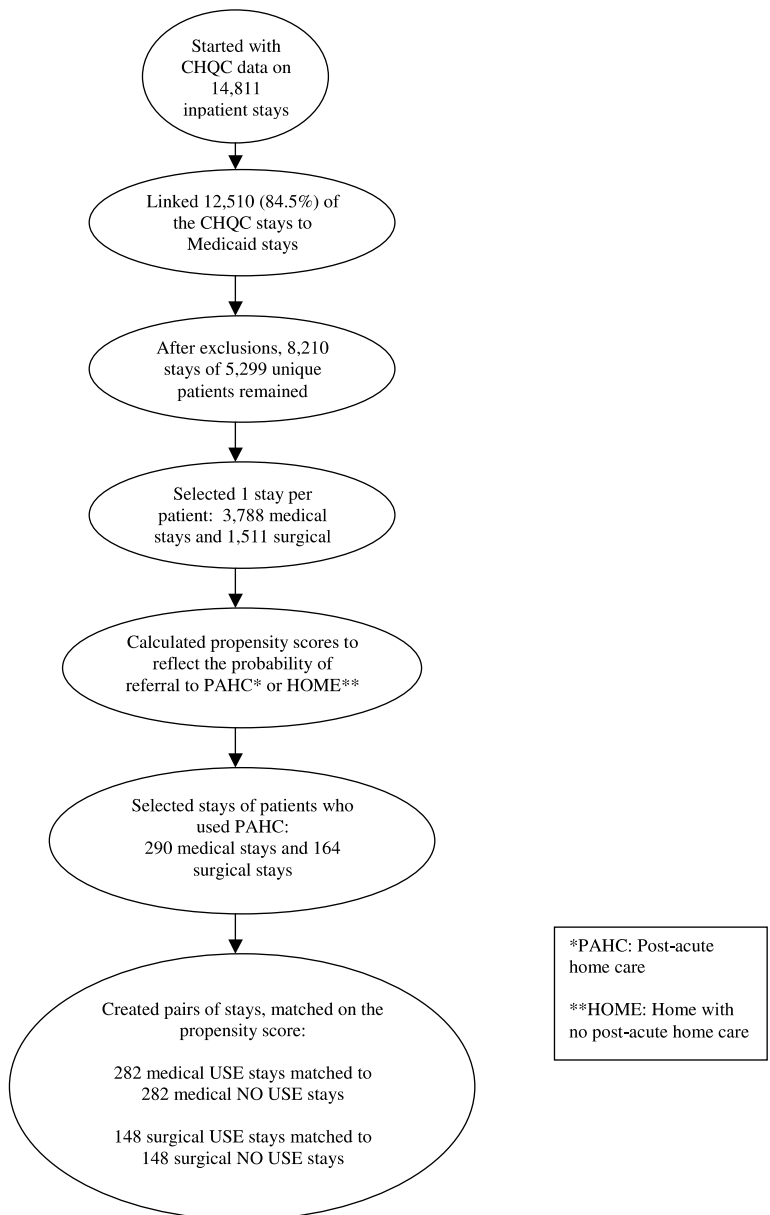 Started with
CHQC data on
14,811
inpatient stays
Linked 12,510 (84.5%) of
the CHQC stays to
Medicaid stays
After exclusions, 8,210
stays of 5,299 unique
patients remained
Selected 1 stay per
patient:  3,788 medical
stays and 1,511 surgical
Calculated propensity scores to
reflect the probability of
referral to PAHC* or HOME**
Selected stays of patients who
used PAHC:
290 medical stays and 164
surgical stays
Created pairs of stays, matched on the
propensity score:
282 medical USE stays matched to
282 medical NO USE stays
148 surgical USE stays matched to
148 surgical NO USE stays
*PAHC: Post-acute
home care
**HOME: Home with
no post-acute home care